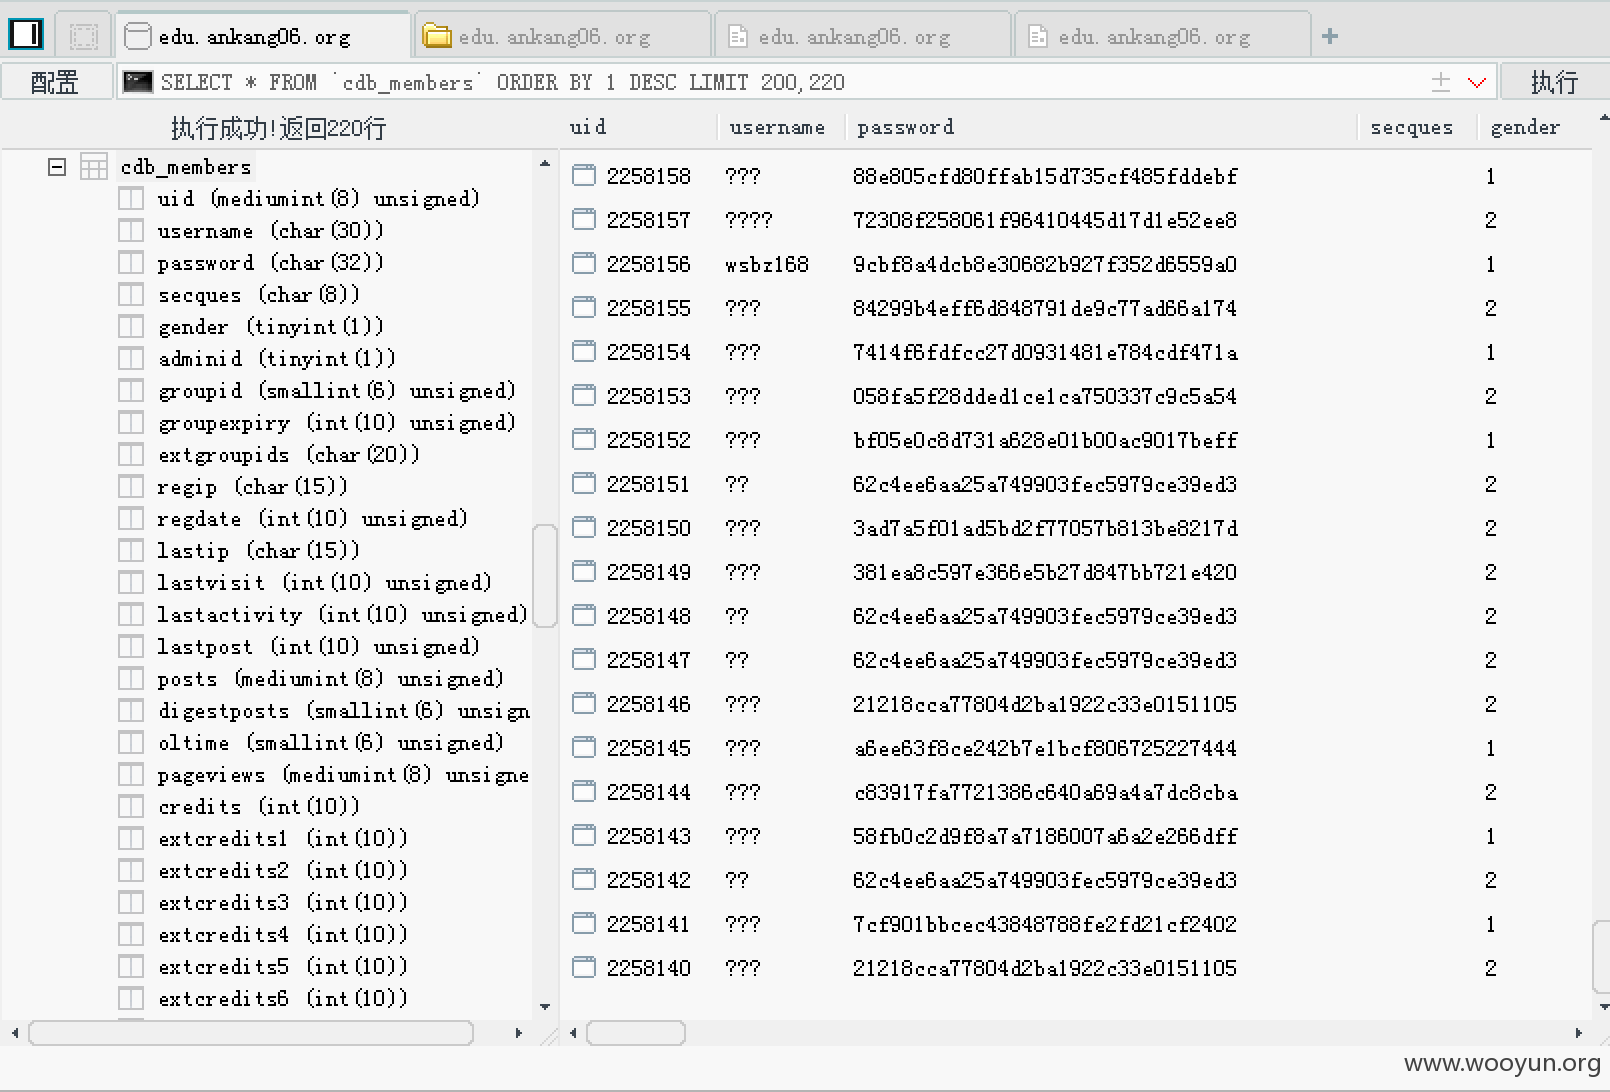 edu.ankang06.org edu.ankang06.org edu.ankang06.org edu.ankang06.org +
配置 SELECT * FROM `cdb_members` ORDER BY 1 DESC LIMIT 200,220 执行
执行成功!返回220行
cdb_members
uid (mediumint(8) unsigned)
username (char(30))
password (char(32))
secques (char(8))
gender (tinyint(1))
adminid (tinyint(1))
groupid (smallint(6) unsigned)
groupexpiry (int(10) unsigned)
extgroupids (char(20))
regip (char(15))
regdate (int(10) unsigned)
lastip (char(15))
lastvisit (int(10) unsigned)
lastactivity (int(10) unsigned)
lastpost (int(10) unsigned)
posts (mediumint(8) unsigned)
digestposts (smallint(6) unsign
oltime (smallint(6) unsigned)
pageviews (mediumint(8) unsigne
credits (int(10))
extcredits1 (int(10))
extcredits2 (int(10))
extcredits3 (int(10))
extcredits4 (int(10))
extcredits5 (int(10))
extcredits6 (int(10))
uid username password secques gender
2258158 ??? 88e805cfd80ffab15d735cf485fddebf 1
2258157 ???? 72308f258061f96410445d17d1e52ee8 2
2258156 wsbz168 9cbf8a4dcb8e30682b927f352d6559a0 1
2258155 ??? 84299b4eff6d848791de9c77ad66a174 2
2258154 ??? 7414f6fdfcc27d0931481e784cdf471a 1
2258153 ??? 058fa5f28dded1ce1ca750337c9c5a54 2
2258152 ??? bf05e0c8d731a628e01b00ac9017beff 1
2258151 ?? 62c4ee6aa25a749903fec5979ce39ed3 2
2258150 ??? 3ad7a5f01ad5bd2f77057b813be8217d 2
2258149 ??? 381ea8c597e366e5b27d847bb721e420 2
2258148 ?? 62c4ee6aa25a749903fec5979ce39ed3 2
2258147 ?? 62c4ee6aa25a749903fec5979ce39ed3 2
2258146 ??? 21218cca77804d2ba1922c33e0151105 2
2258145 ??? a6ee63f8ce242b7e1bcf806725227444 1
2258144 ??? c83917fa7721386c640a69a4a7dc8cba 2
2258143 ??? 58fb0c2d9f8a7a7186007a6a2e266dff 1
2258142 ?? 62c4ee6aa25a749903fec5979ce39ed3 2
2258141 ??? 7cf901bbcec43848788fe2fd21cf2402 1
2258140 ??? 21218cca77804d2ba1922c33e0151105 2
www.wooyun.org